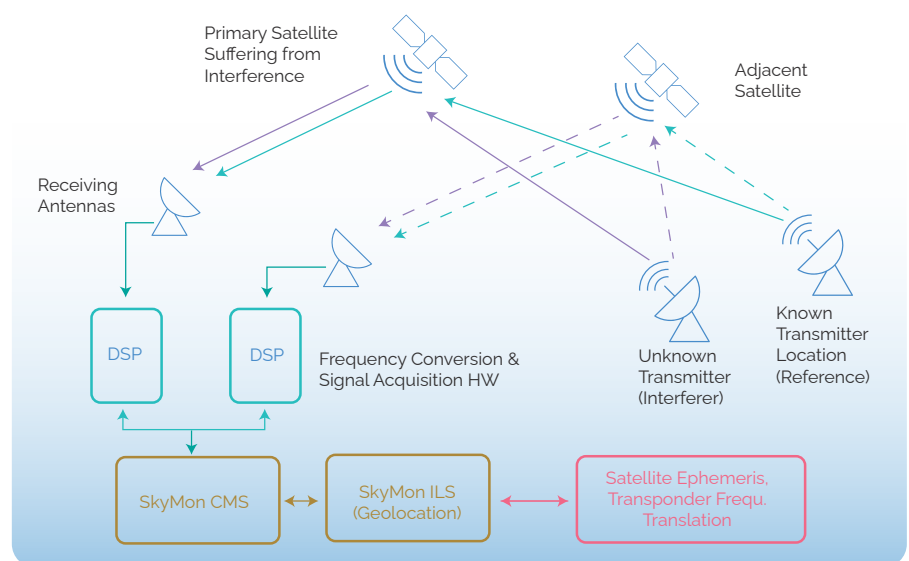 Primary Satellite
Suffering from
Interference
Adjacent
Satellite
Receiving
Antennas
DSP
DSP
Frequency Conversion &
Signal Acquisition HW
Unknown
Transmitter
(Interferer)
Known
Transmitter
Location
(Reference)
SkyMon CMS
SkyMon ILS
(Geolocation)
Satellite Ephemeris,
Transponder Frequ.
Translation